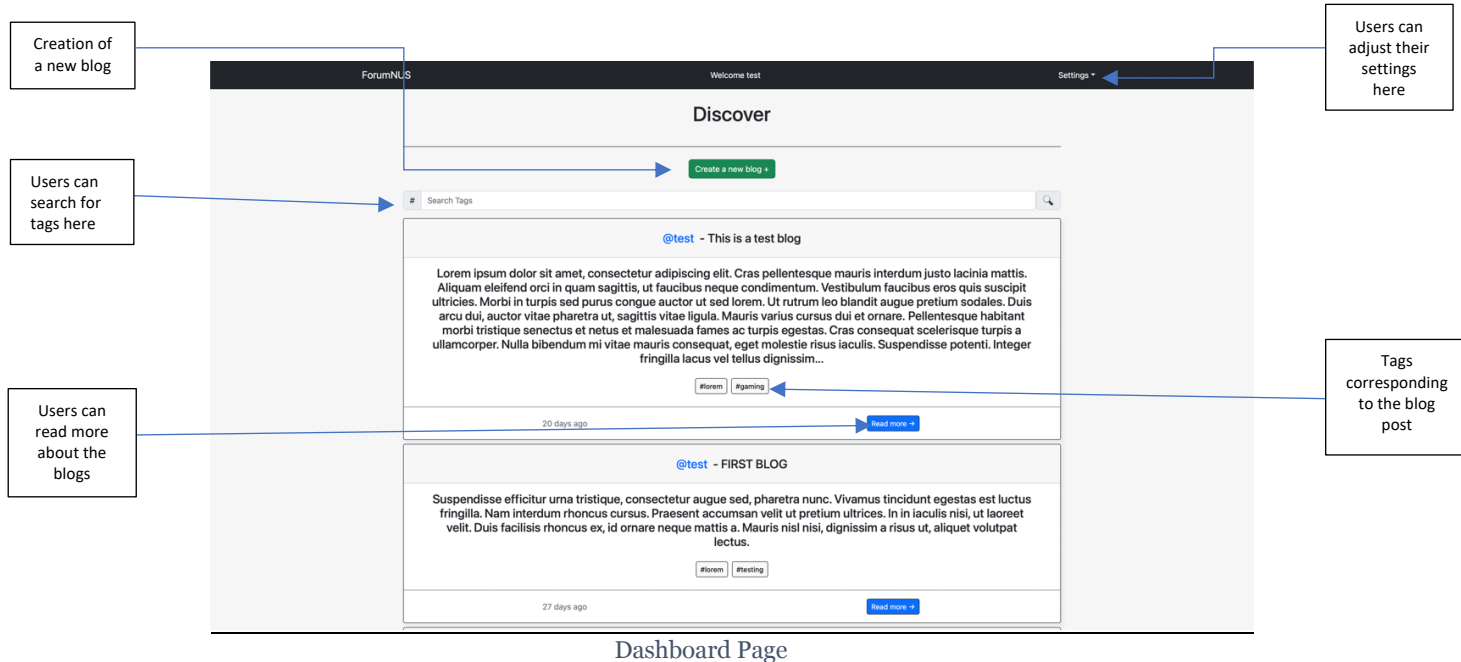 Creation of
a new blog
Users can
adjust their
settings
here
ForumNUS
Welcome test
Settings
Discover
Create a new blog +
Users can
search for
tags here
# Search Tags
@test - This is a test blog
Lorem ipsum dolor sit amet, consectetur adipiscing elit. Cras pellentesque mauris interdum justo lacinia mattis.
Aliquam eleifend orci in quam sagittis, ut faucibus neque condimentum. Vestibulum faucibus eros quis suscipit
ultricies. Morbi in turpis sed purus congue auctor ut sed lorem. Ut rutrum leo blandit augue pretium sodales. Duis
arcu dui, auctor vitae pharetra ut, sagittis vitae ligula. Mauris varius cursus dui et ornare. Pellentesque habitant
morbi tristique senectus et netus et malesuada fames ac turpis egestas. Cras consequat scelerisque turpis a
ullamcorper. Nulla bibendum mi vitae mauris consequat, eget molestie risus iaculis. Suspendisse potenti. Integer
fringilla lacus vel tellus dignissim...
#lorem #gaming
Tags
corresponding
to the blog
post
Users can
read more
about the
blogs
20 days ago
Read more →
@test - FIRST BLOG
Suspendisse efficitur urna tristique, consectetur augue sed, pharetra nunc. Vivamus tincidunt egestas est luctus
fringilla. Nam interdum rhoncus cursus. Praesent accumsan velit ut pretium ultrices. In in iaculis nisi, ut laoreet
velit. Duis facilisis rhoncus ex, id ornare neque mattis a. Mauris nisl nisi, dignissim a risus ut, aliquet volutpat
lectus.
#lorem #testing
27 days ago
Read more →
Dashboard Page